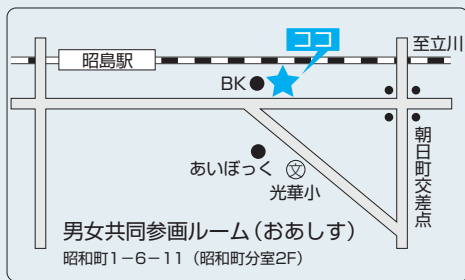 ココ
至立川
昭島駅
BK
朝日町交差点
あいぽっく
文
光華小
男女共同参画ルーム（おあしす）
昭和町1－6－11（昭和町分室2F）